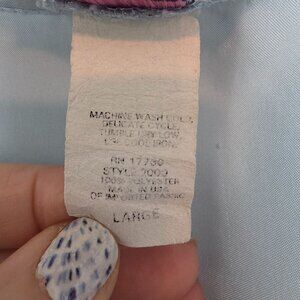 MACHINE WASH COLD,
DELICATE CYCLE,
TUMBLE DRY LOW,
USE COOL IRON.
RN 17730
STYLE 7009
100% POLYESTER
MADE IN USA
OF IMPORTED FABRIC
LARGE